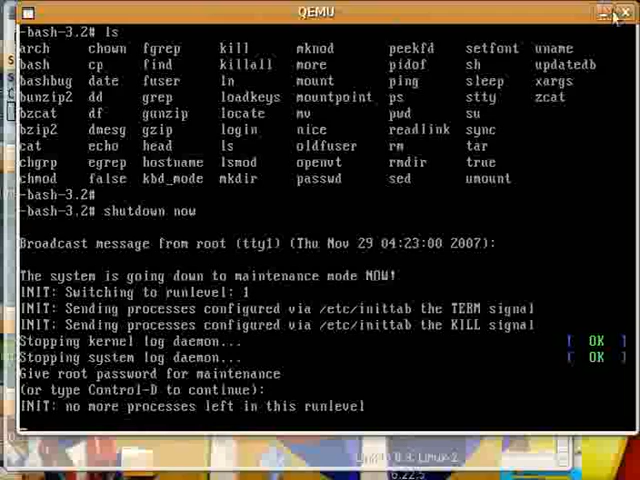 QEMU
-bash-3.2# ls
arch chown fgrep kill mknod peekfd setfont uname
bash cp find killall more pidof sh updatedb
bashbug date fuser ln mount ping sleep xargs
bunzip2 dd grep loadkeys mountpoint ps stty zcat
bzcat df gunzip locate mv pwd su
bzip2 dmesg gzip login nice readlink sync
cat echo head ls oldfuser rm tar
chgrp egrep hostname lsmod openvt rmdir true
chmod false kbd_mode mkdir passwd sed umount
-bash-3.2#
-bash-3.2# shutdown now
Broadcast message from root (tty1) (Thu Nov 29 04:23:00 2007):
The system is going down to maintenance mode NOW!
INIT: Switching to runlevel: 1
INIT: Sending processes configured via /etc/inittab the TERM signal
INIT: Sending processes configured via /etc/inittab the KILL signal
Stopping kernel log daemon... [ OK ]
Stopping system log daemon... [ OK ]
Give root password for maintenance
(or type Control-D to continue):
INIT: no more processes left in this runlevel
6.22.5